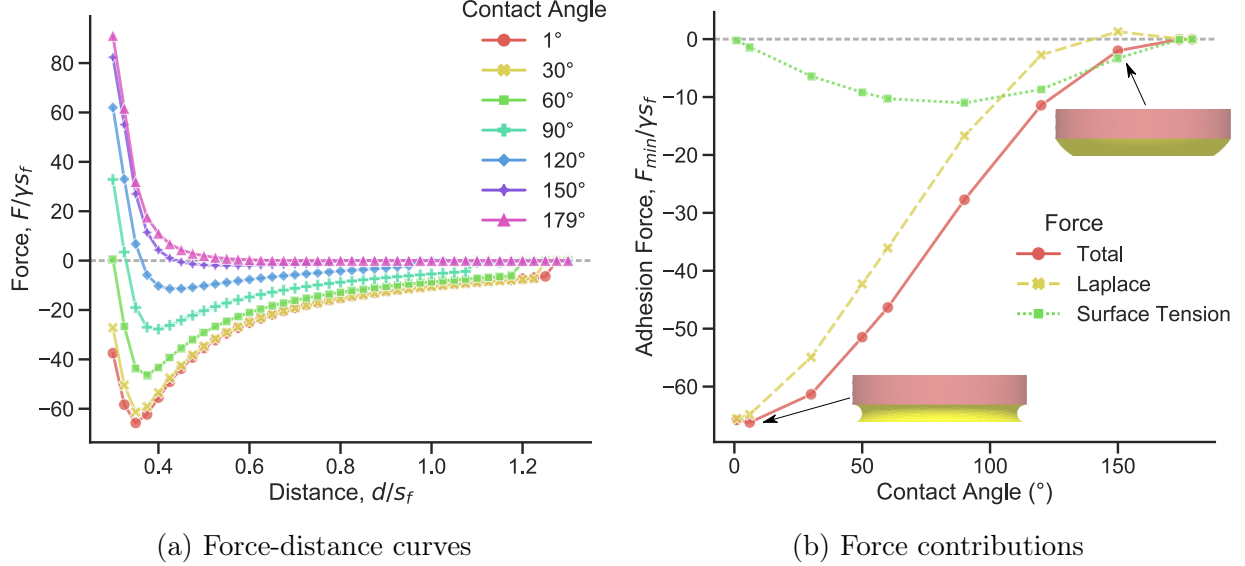 Contact Angle
1°
30°
60°
90°
120°
150°
179°
80
60
40
20
0
−20
−40
−60
Force, F/γs_f
0.4
0.6
0.8
1.0
1.2
Distance, d/s_f
(a) Force-distance curves
0
−10
−20
−30
−40
−50
−60
Adhesion Force, F_{min}/γs_f
Force
Total
Laplace
Surface Tension
0
50
100
150
Contact Angle (°)
(b) Force contributions